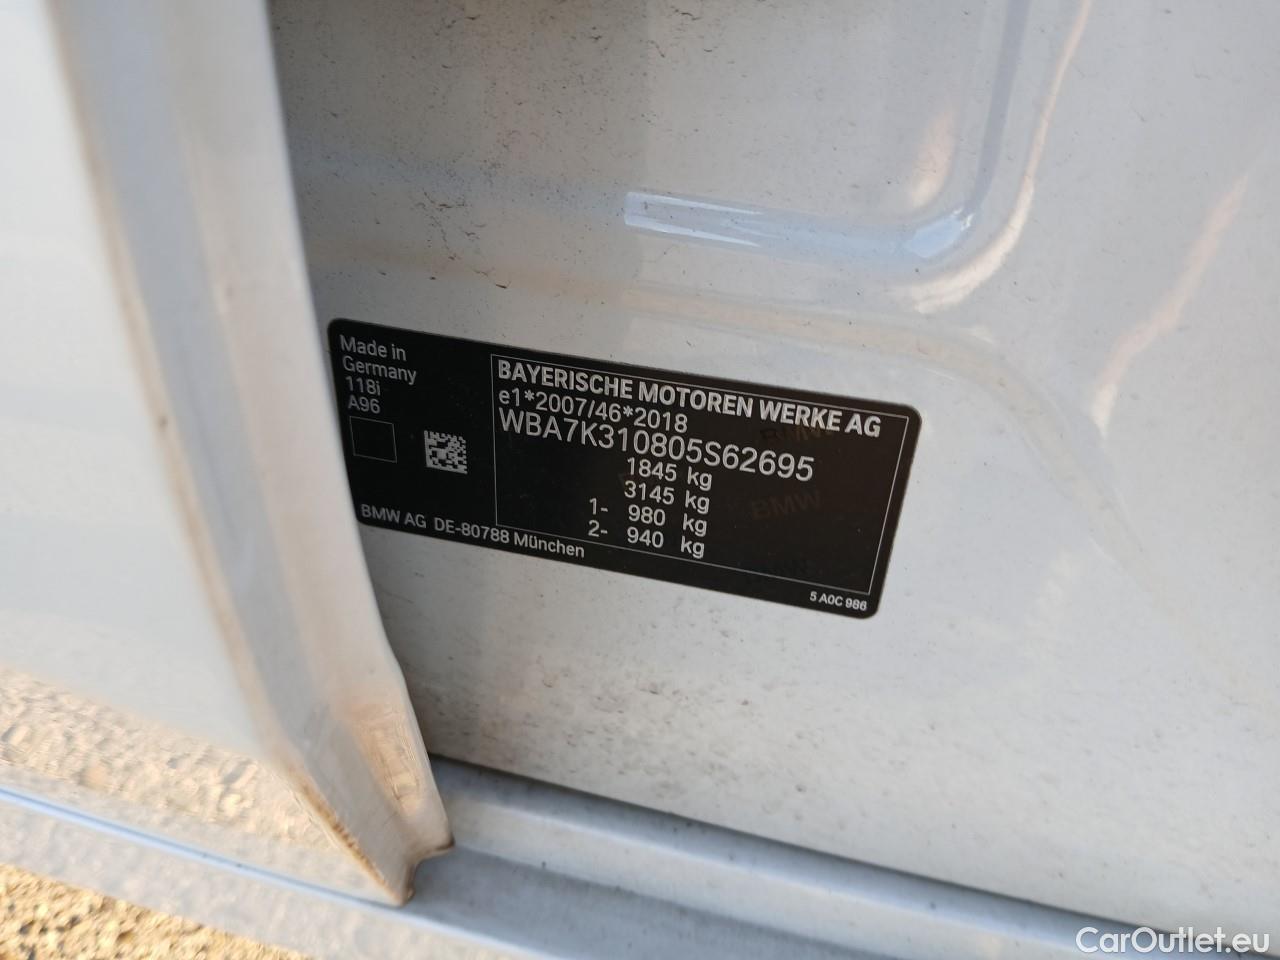 Made in
Germany
118i
A96
BAYERISCHE MOTOREN WERKE AG
e1*2007/46*2018
WBA7K310805S62695
1845 kg
3145 kg
1- 980 kg
2- 940 kg
BMW AG DE-80788 München
5 A0C 986
BMW
CarOutlet.eu